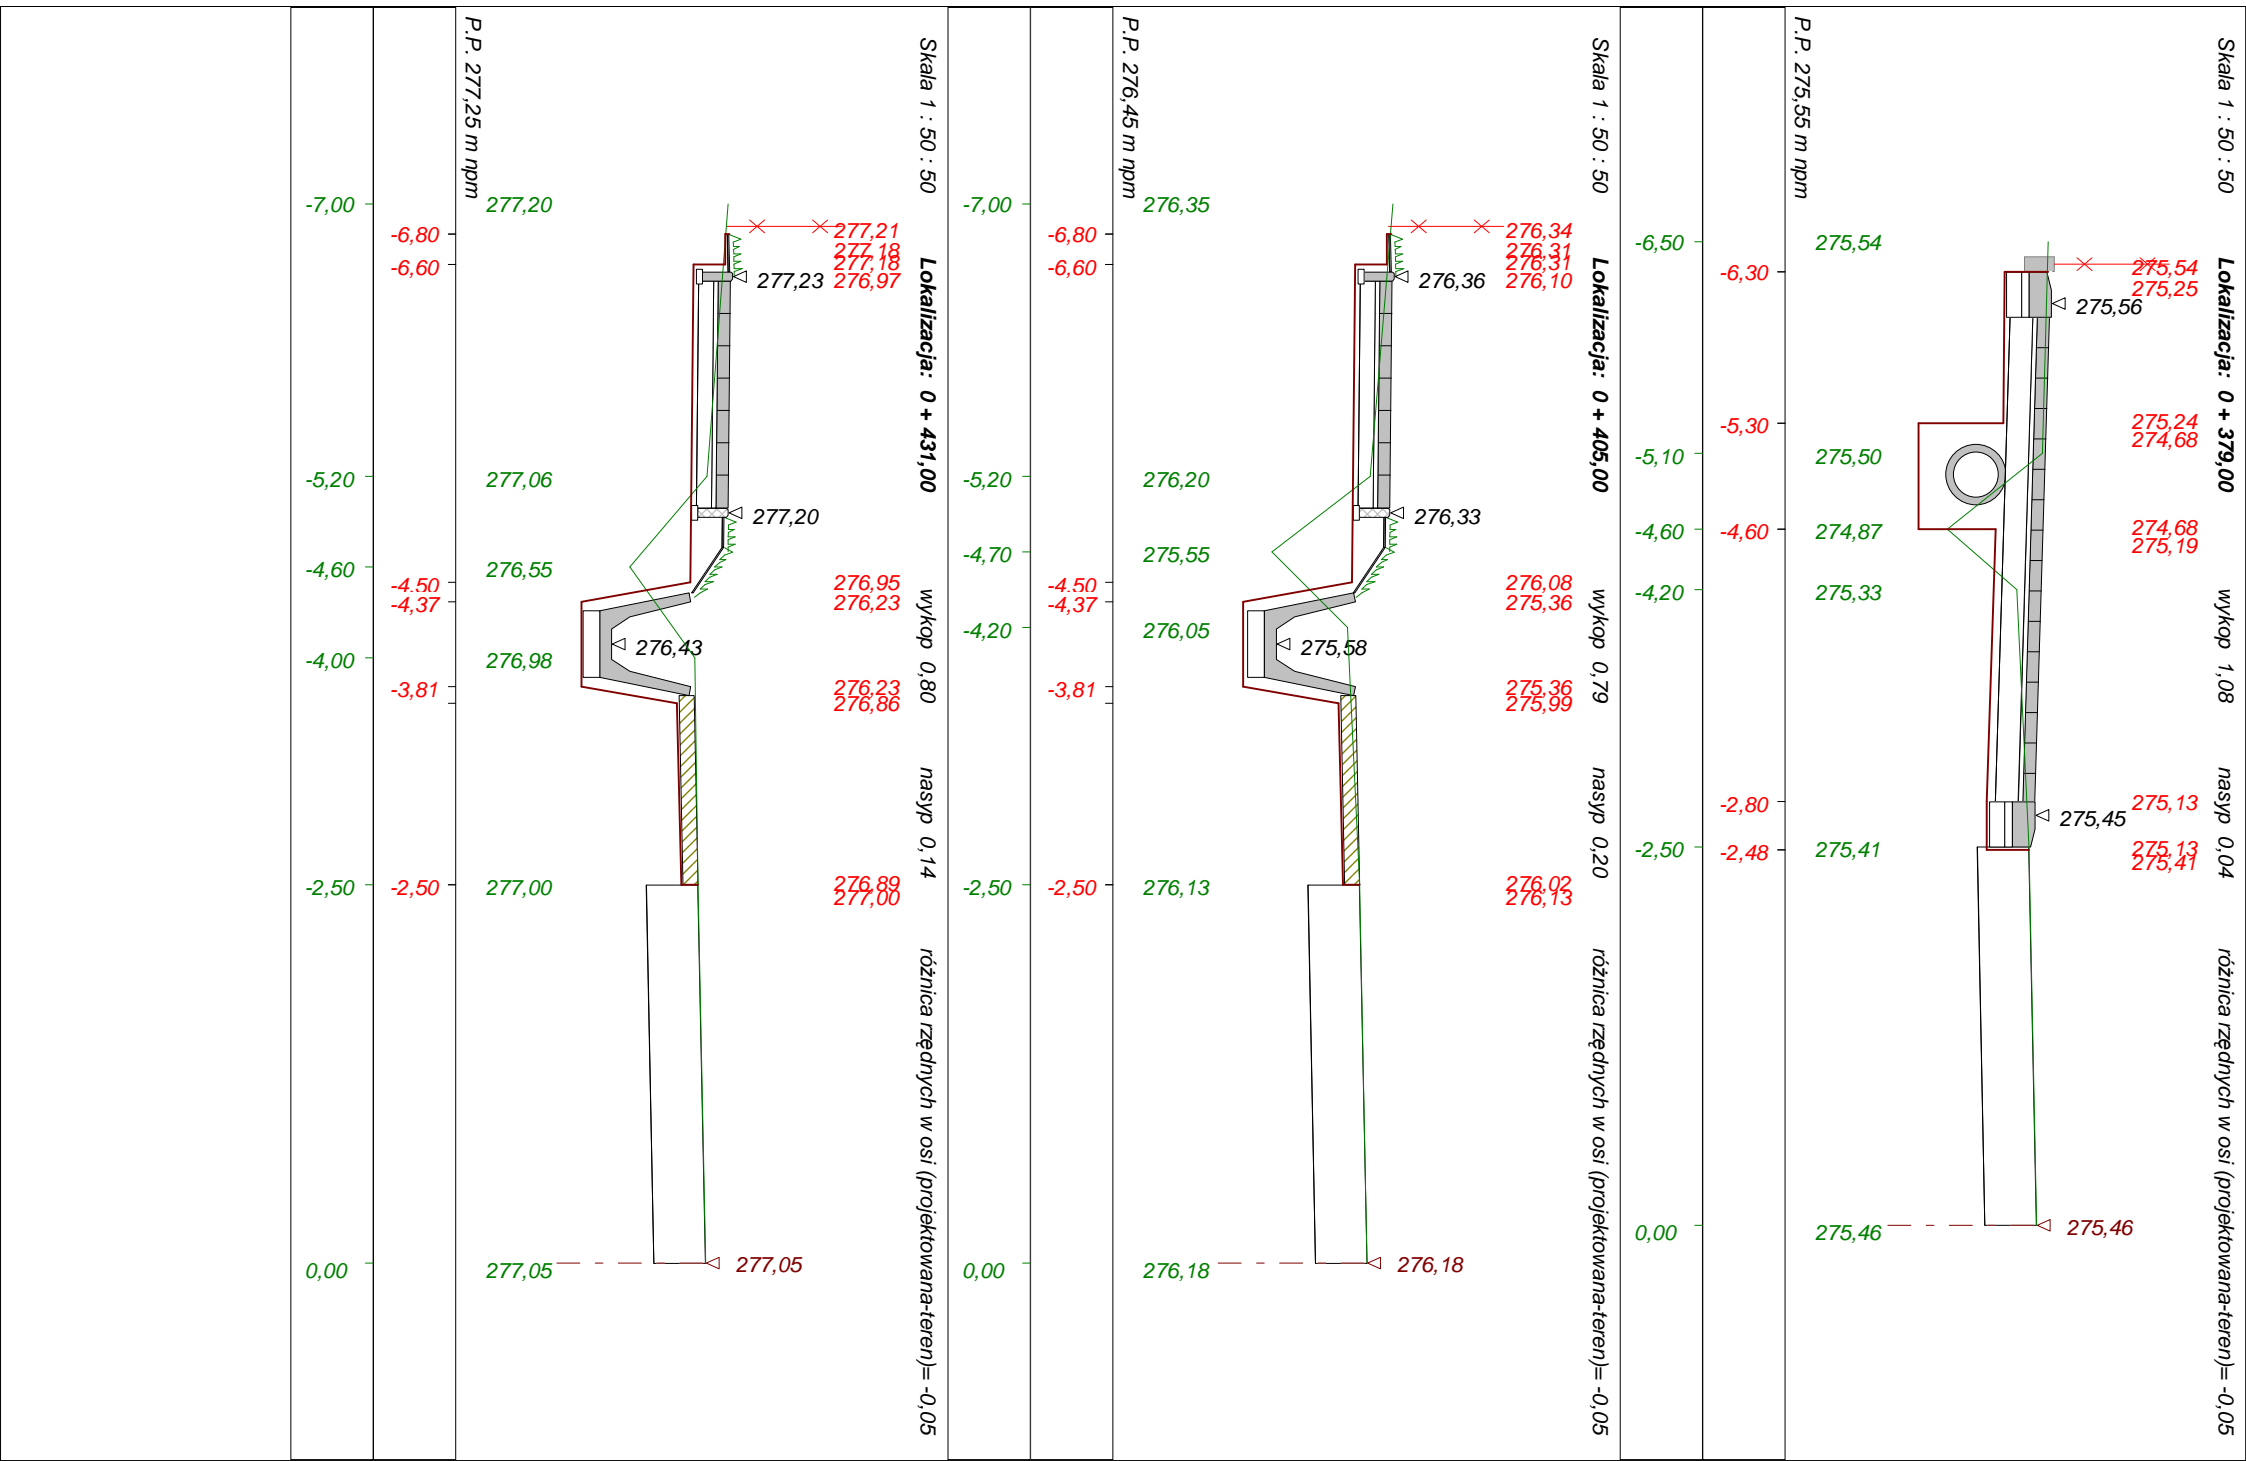 Skala 1 : 50 : 50 Lokalizacja: 0 + 379,00 wykop 1,08 nasyp 0,04 różnica rzędnych w osi (projektowana-teren)= -0,05
275,54 275,25 275,24 274,68 274,68 275,19 275,13 275,13 275,41
275,56 275,45 275,46
275,54 275,50 274,87 275,33 275,41 275,46
P.P. 275,55 m npm
-6,30 -5,30 -4,60 -2,80 -2,48
-6,50 -5,10 -4,60 -4,20 -2,50 0,00
Skala 1 : 50 : 50 Lokalizacja: 0 + 405,00 wykop 0,79 nasyp 0,20 różnica rzędnych w osi (projektowana-teren)= -0,05
276,34 276,31 276,31 276,10 276,08 275,36 275,36 275,99 276,02 276,13
276,36 276,33 275,58 276,18
276,35 276,20 275,55 276,05 276,13 276,18
P.P. 276,45 m npm
-6,80 -6,60 -4,50 -4,37 -3,81 -2,50
-7,00 -5,20 -4,70 -4,20 -2,50 0,00
Skala 1 : 50 : 50 Lokalizacja: 0 + 431,00 wykop 0,80 nasyp 0,14 różnica rzędnych w osi (projektowana-teren)= -0,05
277,21 277,18 277,18 276,97 276,95 276,23 276,23 276,86 276,89 277,00
277,23 277,20 276,43 277,05
277,20 277,06 276,55 276,98 277,00 277,05
P.P. 277,25 m npm
-6,80 -6,60 -4,50 -4,37 -3,81 -2,50
-7,00 -5,20 -4,60 -4,00 -2,50 0,00